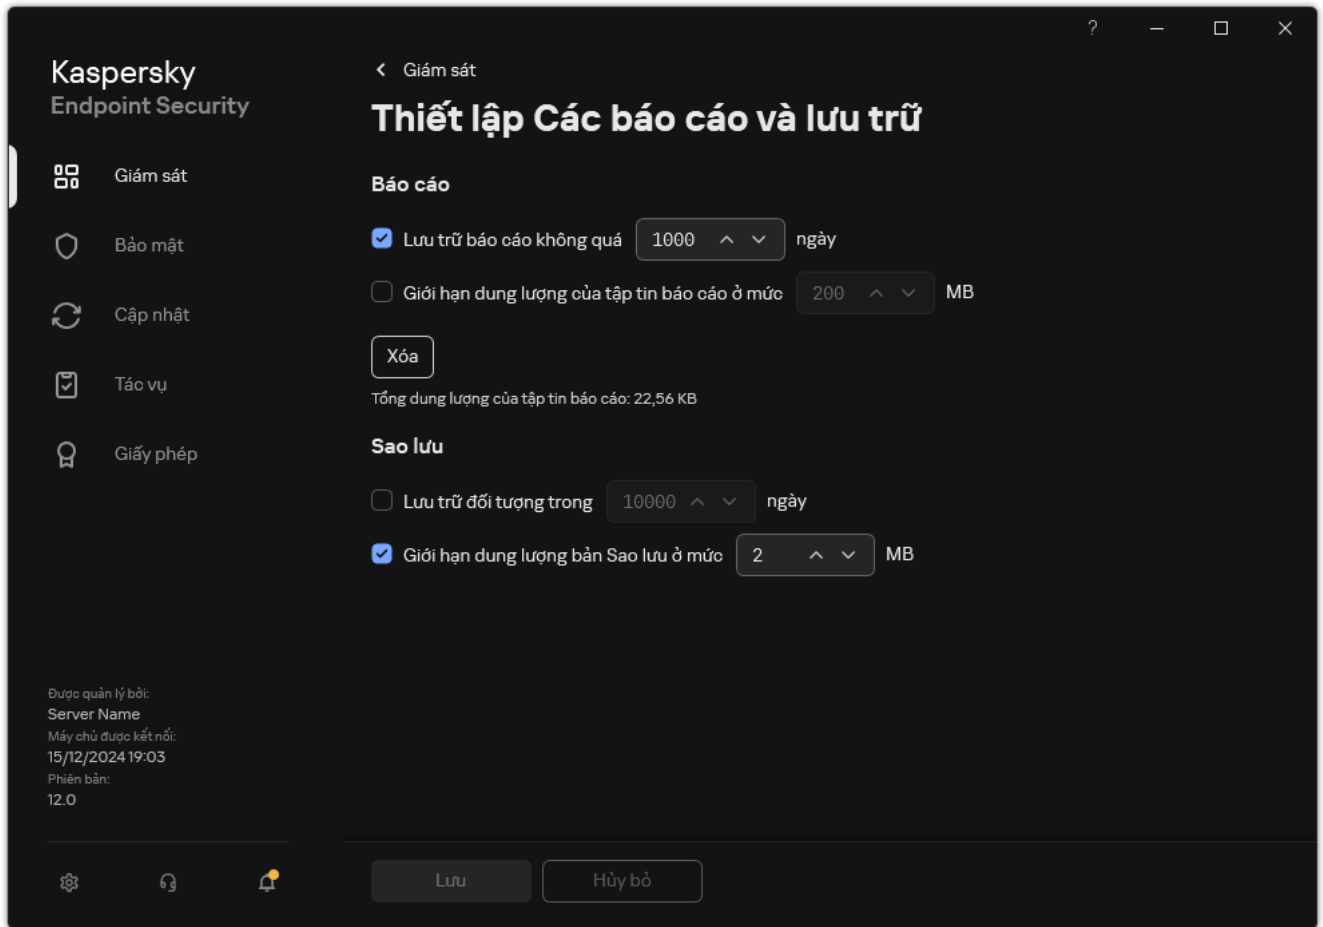 ?
Kaspersky
Endpoint Security
Giám sát
Bảo mật
Cập nhật
Tác vụ
Giấy phép
Được quản lý bởi:
Server Name
Máy chủ được kết nối:
15/12/2024 19:03
Phiên bản:
12.0
Giám sát
Thiết lập Các báo cáo và lưu trữ
Báo cáo
Lưu trữ báo cáo không quá 1000 ngày
Giới hạn dung lượng của tập tin báo cáo ở mức 200 MB
Xóa
Tổng dung lượng của tập tin báo cáo: 22,56 KB
Sao lưu
Lưu trữ đối tượng trong 10000 ngày
Giới hạn dung lượng bản Sao lưu ở mức 2 MB
Lưu
Hủy bỏ